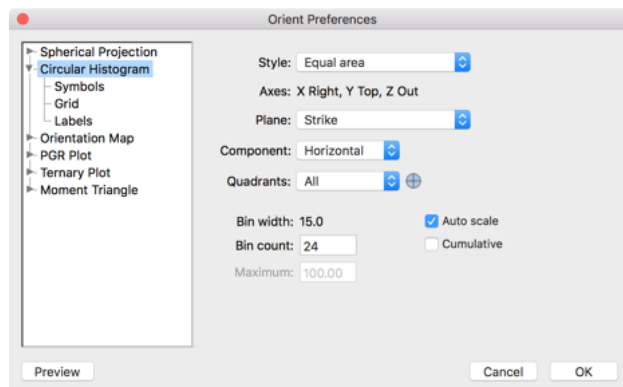 Orient Preferences
Spherical Projection
Circular Histogram
Symbols
Grid
Labels
Orientation Map
PGR Plot
Ternary Plot
Moment Triangle
Style: Equal area
Axes: X Right, Y Top, Z Out
Plane: Strike
Component: Horizontal
Quadrants: All
Bin width: 15.0
Auto scale
Bin count: 24
Cumulative
Maximum: 100.00
Preview
Cancel
OK